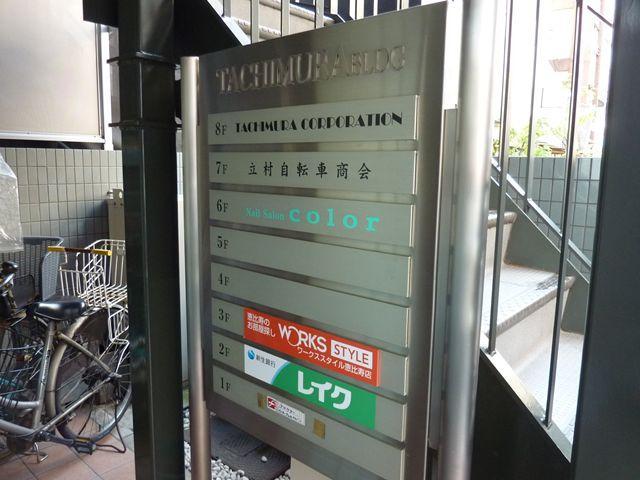 TACHIMURA BLDG
8F TACHIMURA CORPORATION
7F 立村自転車商会
6F Nail Salon color
5F
4F
3F 恵比寿の お部屋探し WORKS STYLE ワークススタイル恵比寿店
2F 新生銀行 レイク
1F